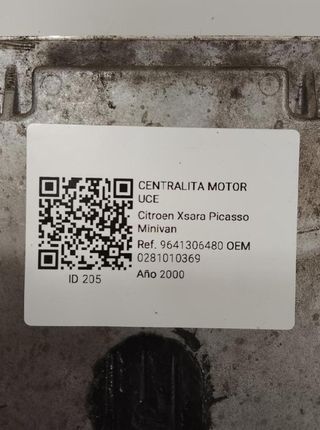 CENTRALITA MOTOR
UCE
Citroen Xsara Picasso
Minivan
Ref. 9641306480 OEM
0281010369
Año 2000
ID 205